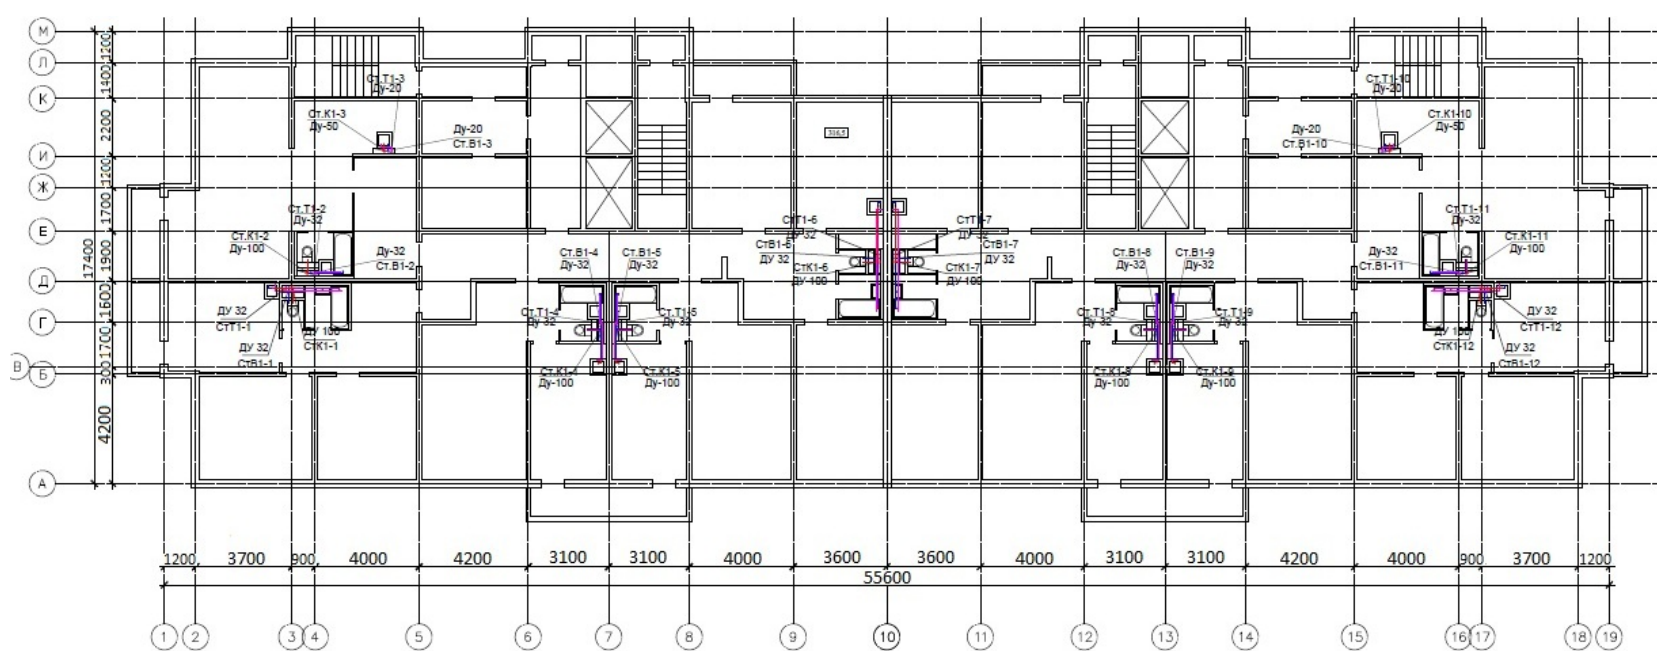 М
Л
К
И
Ж
Е
Д
Г
В
Б
А
1200
1400
2200
1200
1700
1900
1600
1700
300
4200
17400
Ст.Т1-3
Ду-20
Ст.К1-3
Ду-50
Ду-20
Ст.В1-3
Ст.Т1-2
Ду-32
Ст.К1-2
Ду-100
Ду-32
Ст.В1-2
ДУ 32
СтТ1-1
ДУ 32
СтВ1-1
ДУ 100
СтК1-1
Ст.В1-4
Ду-32
Ст.В1-5
Ду-32
Ст.Т1-4
Ду-32
Ст.Т1-5
Ду-32
Ст.К1-4
Ду-100
Ст.К1-5
Ду-100
316,5
СтТ1-6
ДУ 32
СтВ1-6
ДУ 32
СтК1-6
ДУ 100
СтТ1-7
ДУ 32
СтВ1-7
ДУ 32
СтК1-7
ДУ 100
Ст.В1-8
Ду-32
Ст.В1-9
Ду-32
Ст.Т1-8
Ду-32
Ст.Т1-9
Ду-32
Ст.К1-8
Ду-100
Ст.К1-9
Ду-100
Ст.Т1-10
Ду-20
Ст.К1-10
Ду-50
Ду-20
Ст.В1-10
Ст.Т1-11
Ду-32
Ст.К1-11
Ду-100
Ду-32
Ст.В1-11
ДУ 32
СтТ1-12
ДУ 100
СтК1-12
ДУ 32
СтВ1-12
1200 3700 900 4000 4200 3100 3100 4000 3600 3600 4000 3100 3100 4200 4000 900 3700 1200
55600
1 2 3 4 5 6 7 8 9 10 11 12 13 14 15 16 17 18 19